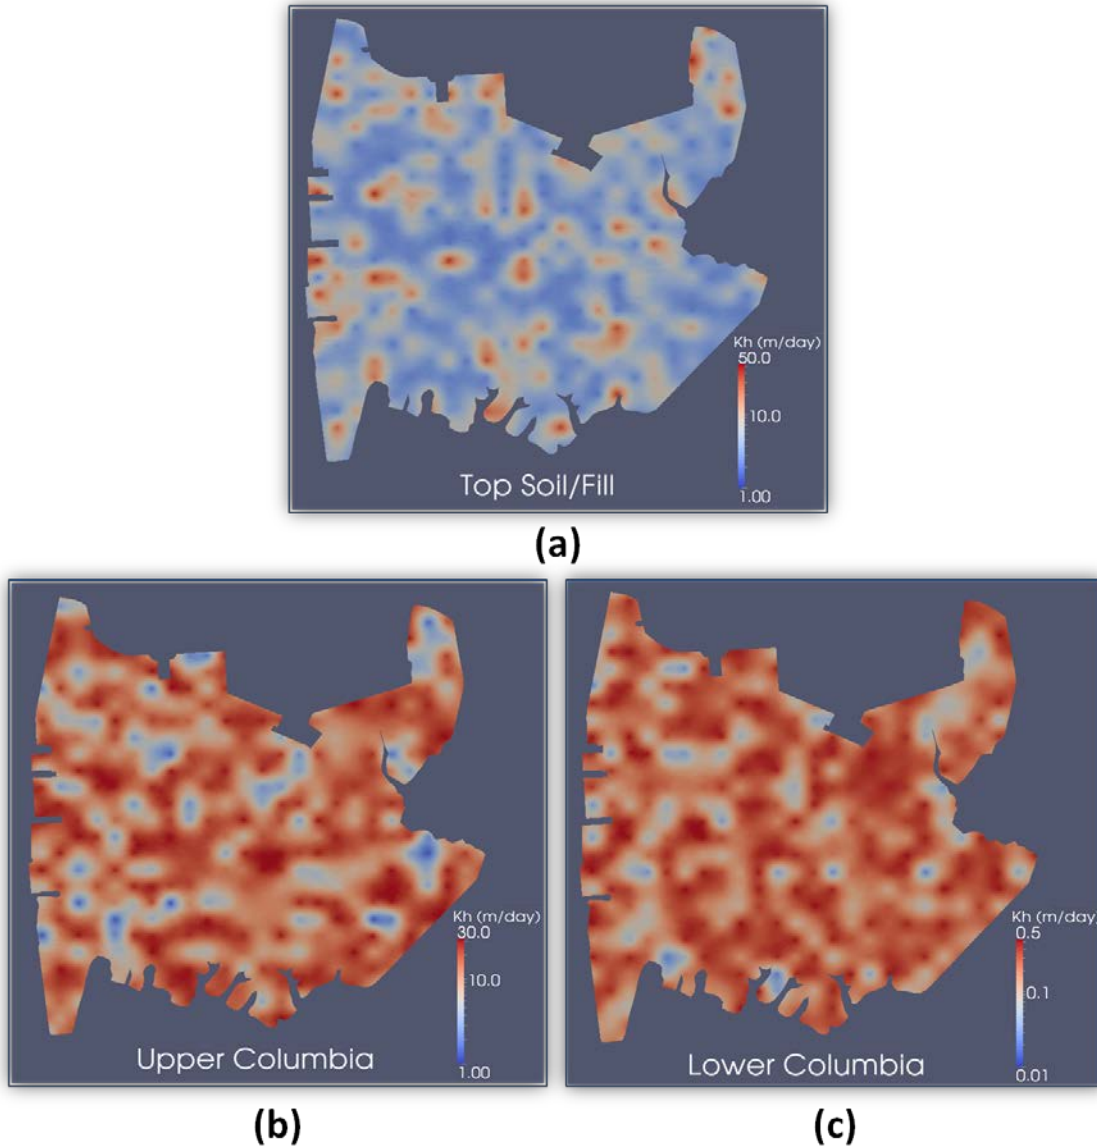 Kh (m/day)
50.0
10.0
1.00
Top Soil/Fill
(a)
Kh (m/day)
30.0
10.0
1.00
Upper Columbia
(b)
Kh (m/day)
0.5
0.1
0.01
Lower Columbia
(c)